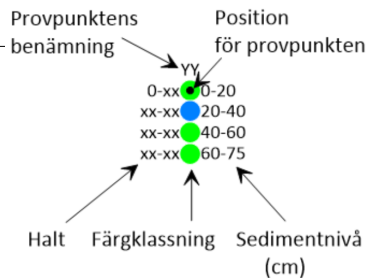 Provpunktens Position
benämning för provpunkten
YY
0-xx 0-20
xx-xx 20-40
xx-xx 40-60
xx-xx 60-75
Halt Färgklassning Sedimentnivå
(cm)